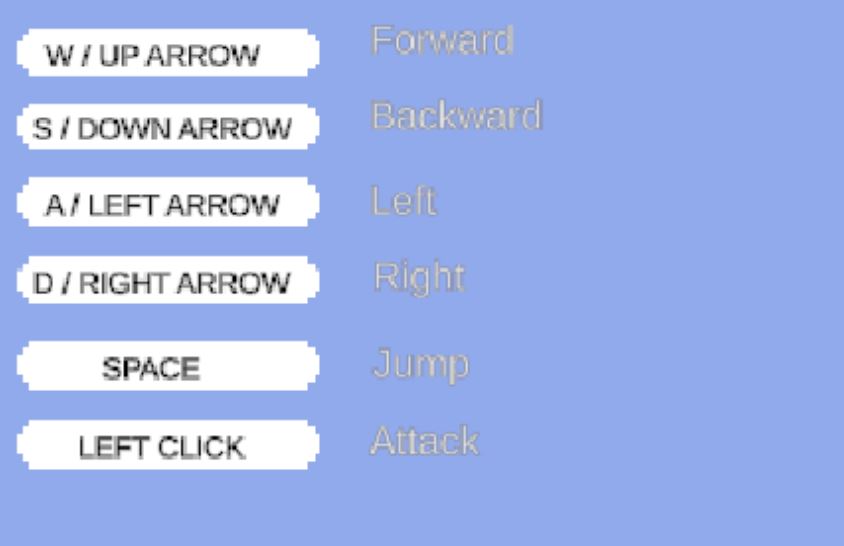 W / UP ARROW Forward
S / DOWN ARROW Backward
A / LEFT ARROW Left
D / RIGHT ARROW Right
SPACE Jump
LEFT CLICK Attack